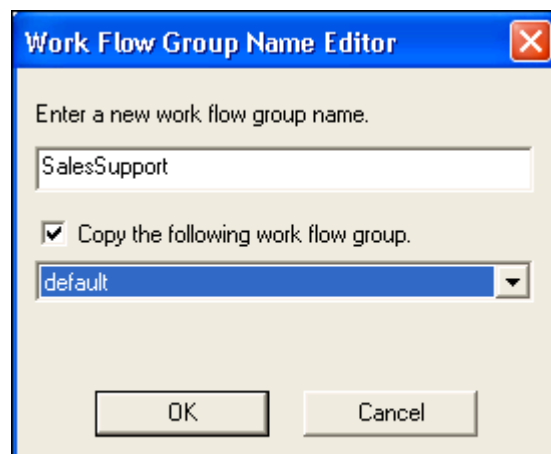 Work Flow Group Name Editor
Enter a new work flow group name.
SalesSupport
Copy the following work flow group.
default
OK Cancel